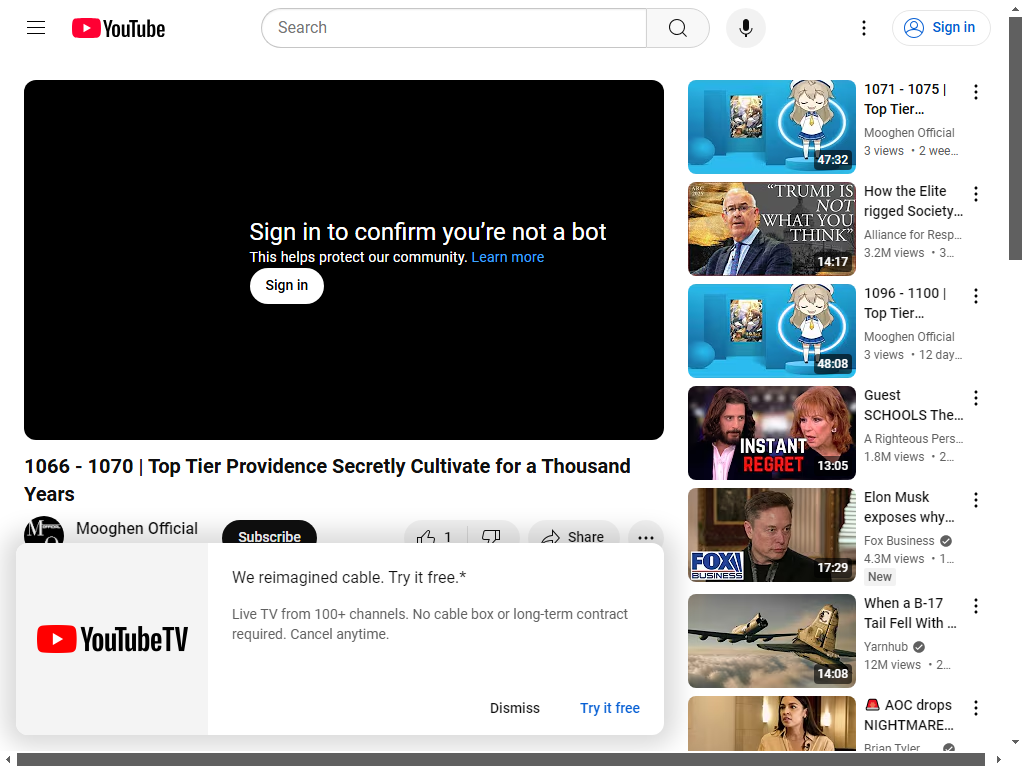 YouTube
Search
Sign in
Sign in to confirm you’re not a bot
This helps protect our community. Learn more
Sign in
1066 - 1070 | Top Tier Providence Secretly Cultivate for a Thousand
Years
Mooghen Official
Subscribe
1
Share
We reimagined cable. Try it free.*
Live TV from 100+ channels. No cable box or long-term contract
required. Cancel anytime.
YouTubeTV
Dismiss
Try it free
47:32
1071 - 1075 |
Top Tier…
Mooghen Official
3 views • 2 wee…
"TRUMP IS
NOT
WHAT YOU
THINK"
14:17
How the Elite
rigged Society…
Alliance for Resp…
3.2M views • 3…
48:08
1096 - 1100 |
Top Tier…
Mooghen Official
3 views • 12 day…
INSTANT
REGRET
13:05
Guest
SCHOOLS The…
A Righteous Pers…
1.8M views • 2…
FOX
BUSINESS
17:29
Elon Musk
exposes why…
Fox Business
4.3M views • 1…
New
14:08
When a B-17
Tail Fell With …
Yarnhub
12M views • 2…
🚨 AOC drops
NIGHTMARE…
Brian Tyler …